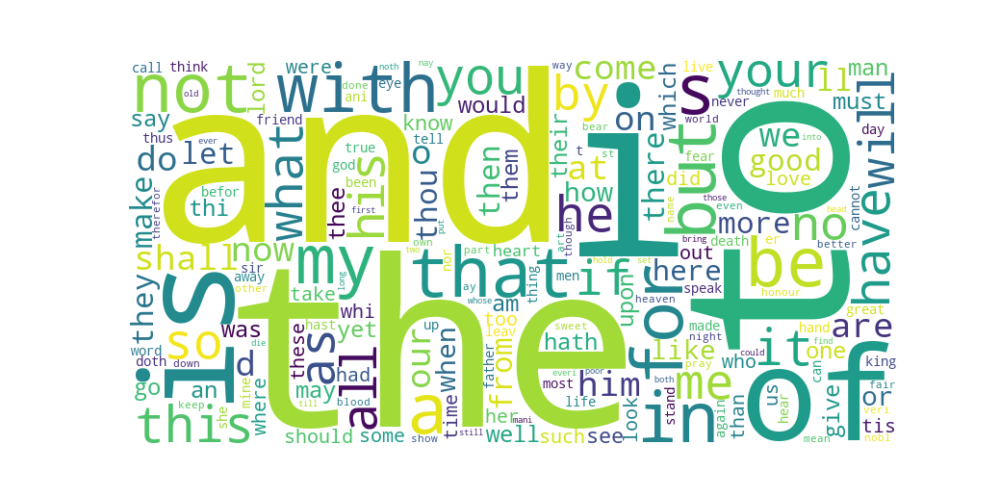 call think were noth nay way live
not lord with you come your ll man
old ani done eye would by s never thought much must
say friend and know their on which world we day into
thus ever let what true tell then them bear t st i but fear o good love will
do his god been thou at there did
befor thi thee how he name those even cannot have
make first put two own though art more no head
therefor shall now my nor part heart thing men if out bring death er better
they sir away other long that ay whose am hold set upon here speak be
is take the heaven for to great
so was these hast whi yet up too leav sweet hath made night hand are
word doth down d as had our when father from like who could it find one king
go an die may all most everi poor him both pray me can fair
keep she mine where still blood a her life look stand in again than of us hear give or veri
this should some show time still mani well such see mean tis nobl